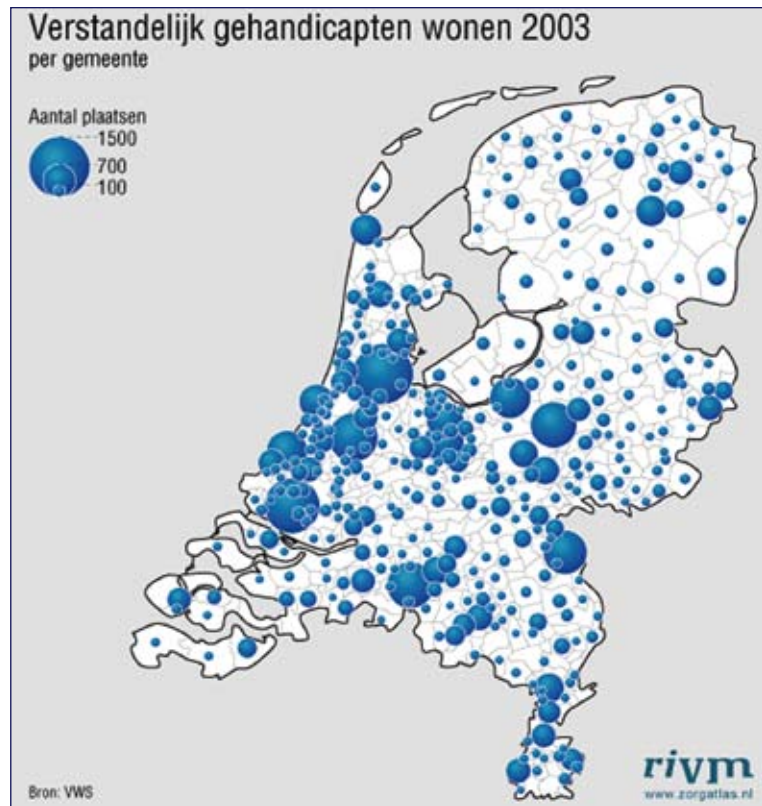 Verstandelijk gehandicapten wonen 2003
per gemeente
Aantal plaatsen
1500
700
100
Bron: VWS
rivm
www.zorgatlas.nl